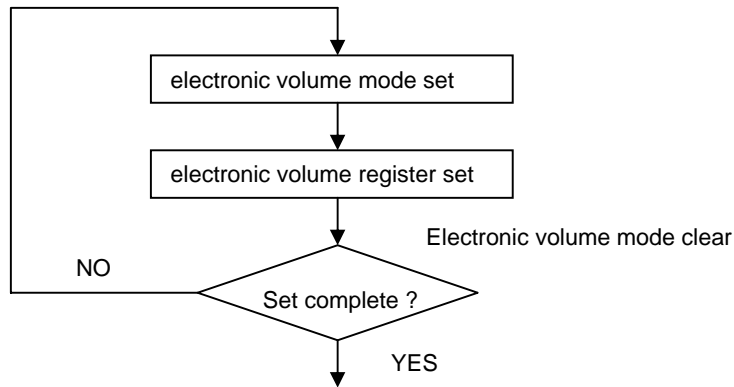 electronic volume mode set
electronic volume register set
Electronic volume mode clear
NO
Set complete ?
YES